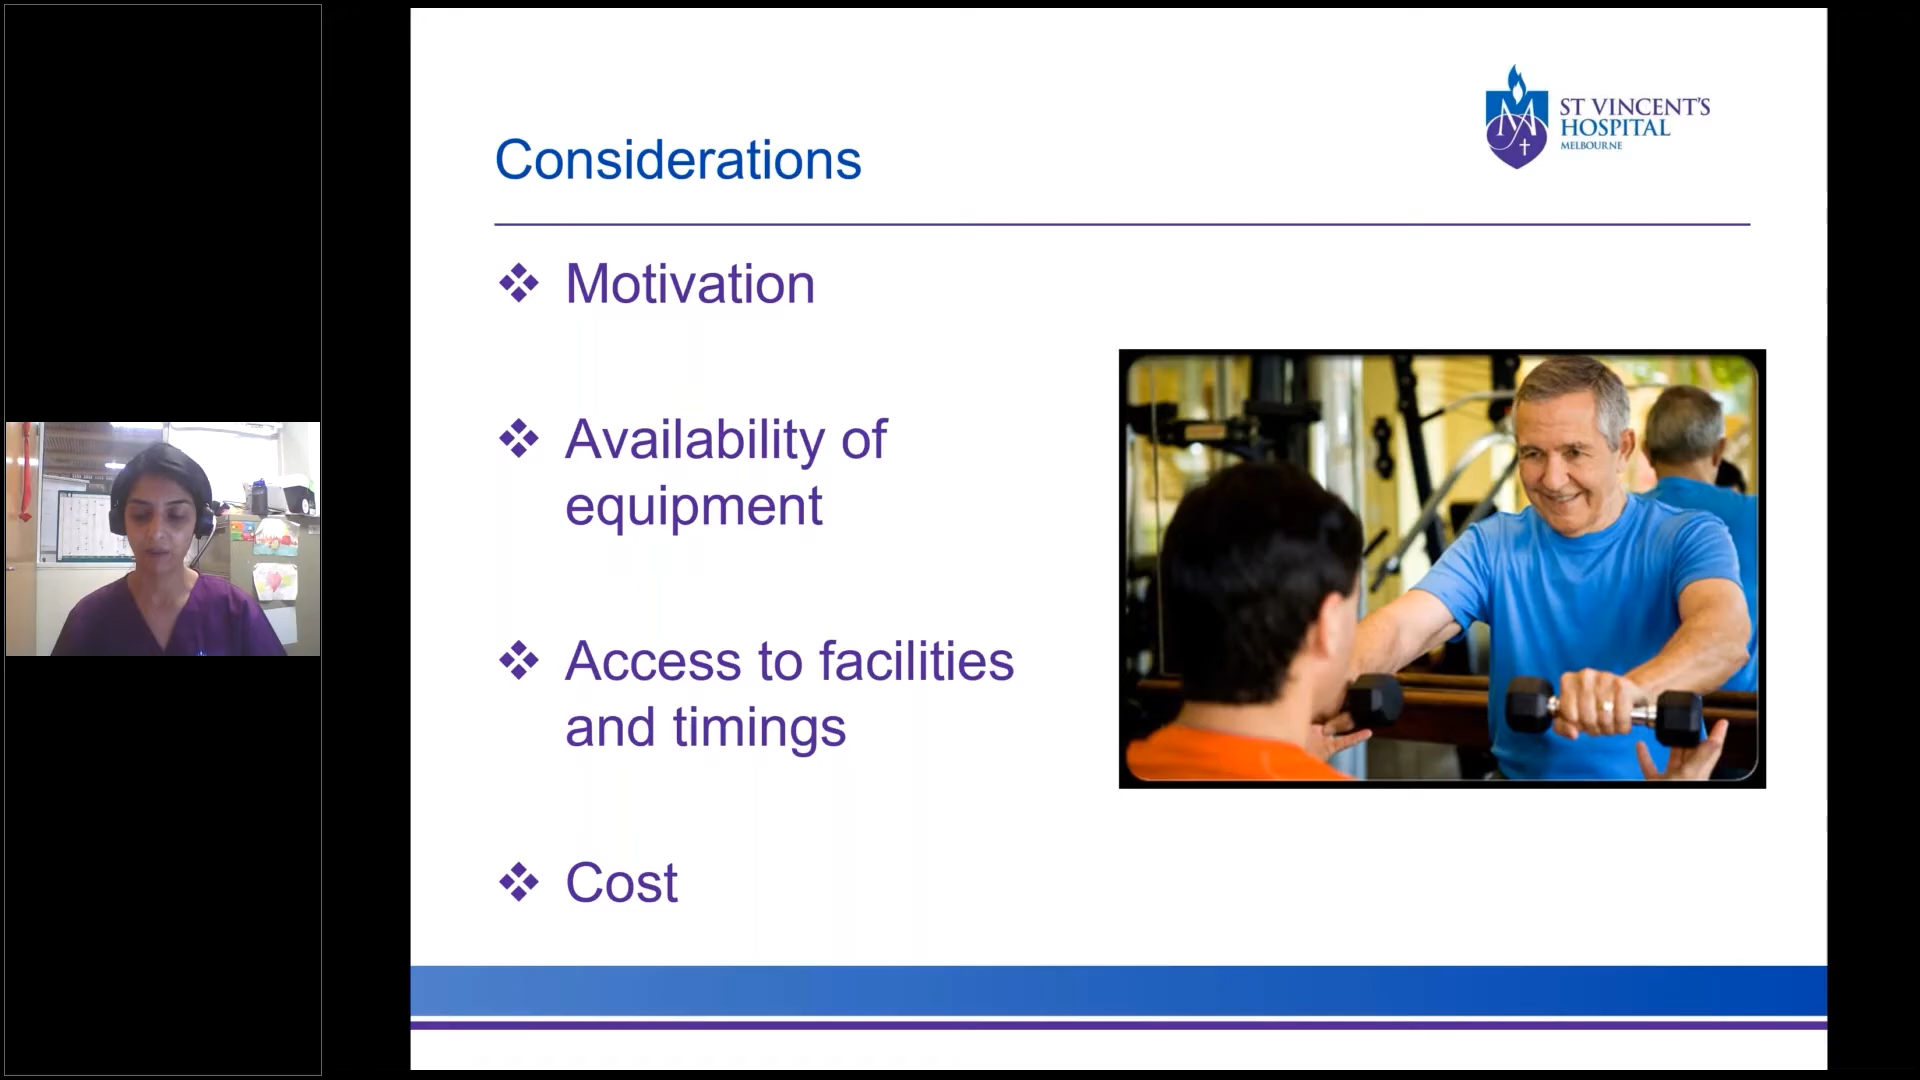 ST VINCENT'S
HOSPITAL
MELBOURNE
Considerations
❖ Motivation
❖ Availability of
equipment
❖ Access to facilities
and timings
❖ Cost